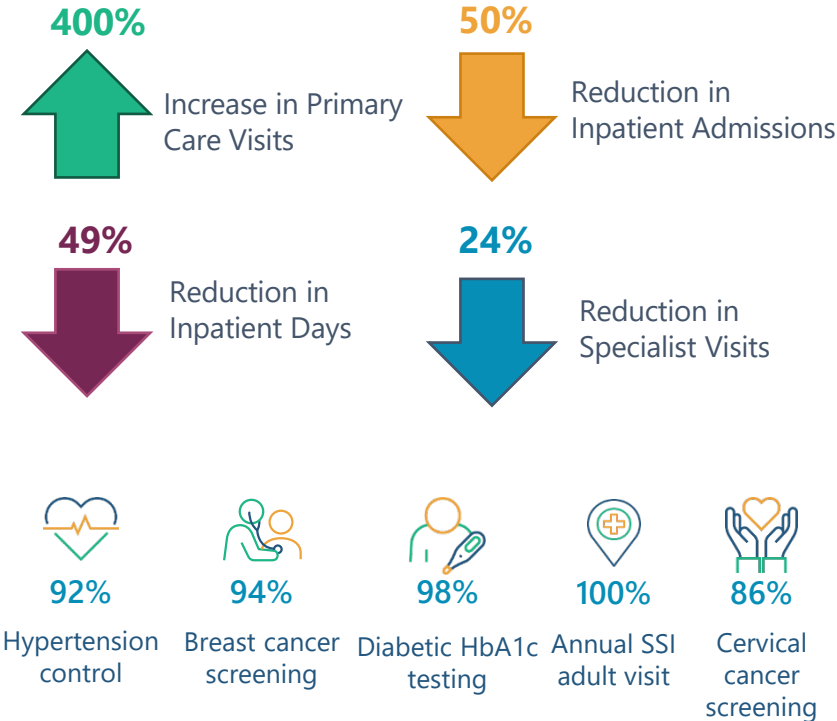 400%
Increase in Primary
Care Visits
50%
Reduction in
Inpatient Admissions
49%
Reduction in
Inpatient Days
24%
Reduction in
Specialist Visits
92%
Hypertension
control
94%
Breast cancer
screening
98%
Diabetic HbA1c
testing
100%
Annual SSI
adult visit
86%
Cervical
cancer
screening